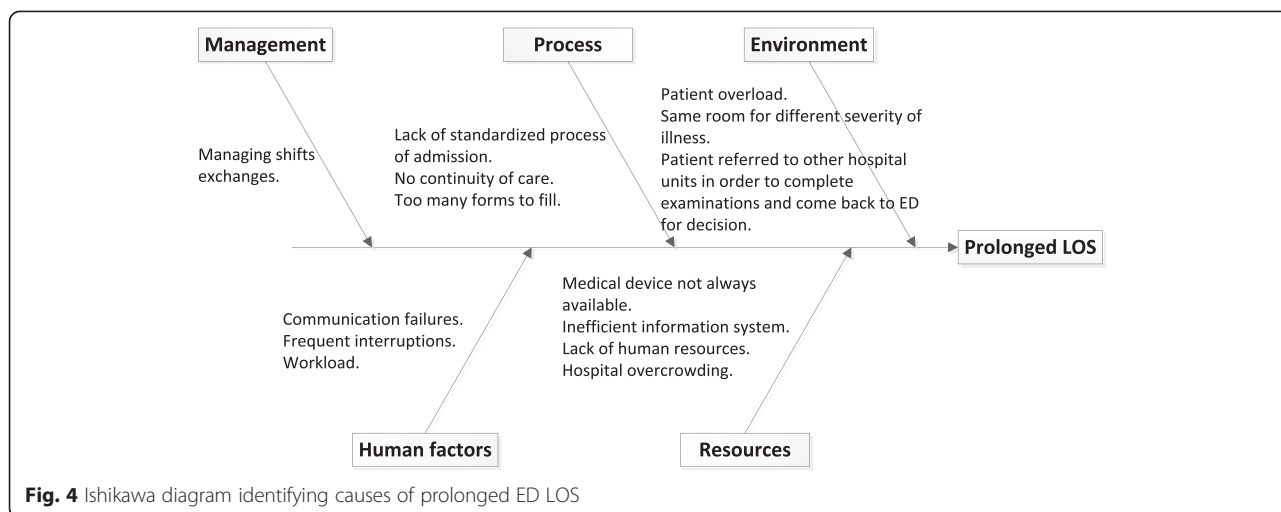 Management
Process
Environment
Managing shifts
exchanges.
Lack of standardized process
of admission.
No continuity of care.
Too many forms to fill.
Patient overload.
Same room for different severity of
illness.
Patient referred to other hospital
units in order to complete
examinations and come back to ED
for decision.
Prolonged LOS
Communication failures.
Frequent interruptions.
Workload.
Medical device not always
available.
Inefficient information system.
Lack of human resources.
Hospital overcrowding.
Human factors
Resources
Fig. 4 Ishikawa diagram identifying causes of prolonged ED LOS